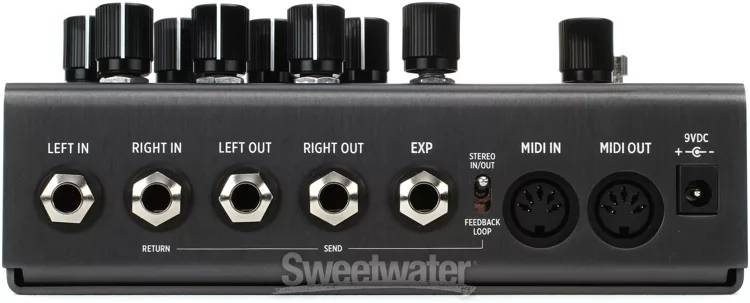 LEFT IN
RIGHT IN
LEFT OUT
RIGHT OUT
EXP
STEREO
IN/OUT
FEEDBACK
LOOP
MIDI IN
MIDI OUT
9VDC
+ -
RETURN
SEND
Sweetwater